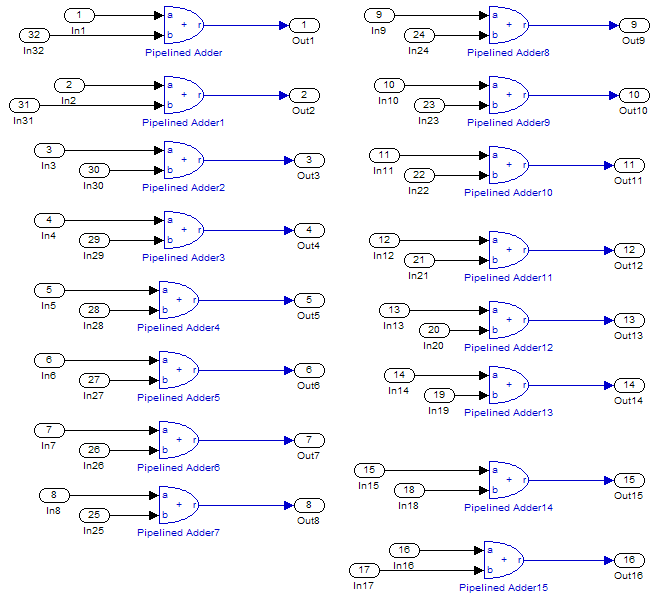 1
a
In1
+
r
1
32
b
Out1
In32
Pipelined Adder
2
a
In2
+
r
2
31
b
Out2
In31
Pipelined Adder1
3
a
In3
+
r
3
30
b
Out3
In30
Pipelined Adder2
4
a
In4
+
r
4
29
b
Out4
In29
Pipelined Adder3
5
a
In5
+
r
5
28
b
Out5
In28
Pipelined Adder4
6
a
In6
+
r
6
27
b
Out6
In27
Pipelined Adder5
7
a
In7
+
r
7
26
b
Out7
In26
Pipelined Adder6
8
a
In8
+
r
8
25
b
Out8
In25
Pipelined Adder7
9
a
In9
+
r
9
24
b
Out9
In24
Pipelined Adder8
10
a
In10
+
r
10
23
b
Out10
In23
Pipelined Adder9
11
a
In11
+
r
11
22
b
Out11
In22
Pipelined Adder10
12
a
In12
+
r
12
21
b
Out12
In21
Pipelined Adder11
13
a
In13
+
r
13
20
b
Out13
In20
Pipelined Adder12
14
a
In14
+
r
14
19
b
Out14
In19
Pipelined Adder13
15
a
In15
+
r
15
18
b
Out15
In18
Pipelined Adder14
16
a
In16
+
r
16
17
b
Out16
In17
Pipelined Adder15